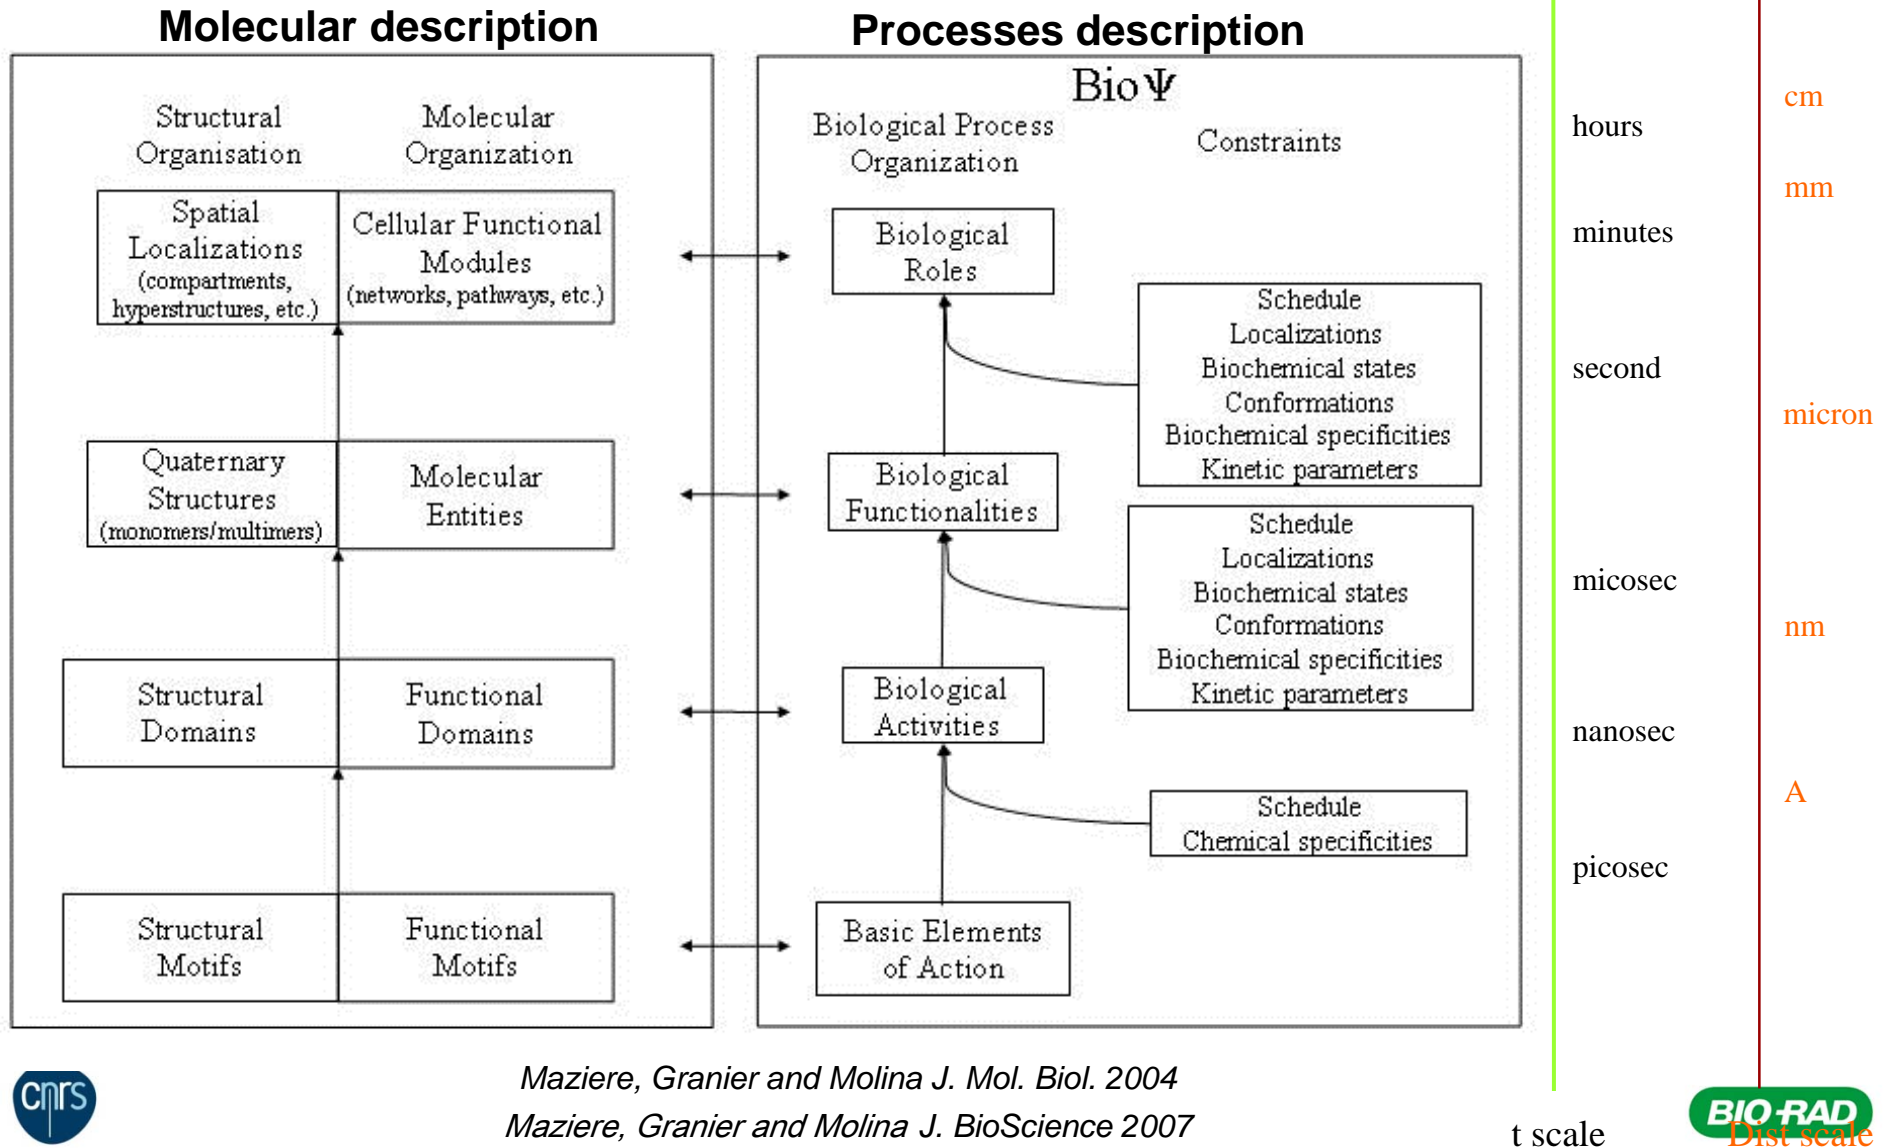 Molecular description
Processes description
Structural
Organisation
Molecular
Organization
Spatial
Localizations
(compartments,
hyperstructures, etc.)
Cellular Functional
Modules
(networks, pathways, etc.)
Quaternary
Structures
(monomers/multimers)
Molecular
Entities
Structural
Domains
Functional
Domains
Structural
Motifs
Functional
Motifs
BioΨ
Biological Process
Organization
Constraints
Biological
Roles
Schedule
Localizations
Biochemical states
Conformations
Biochemical specificities
Kinetic parameters
Biological
Functionalities
Schedule
Localizations
Biochemical states
Conformations
Biochemical specificities
Kinetic parameters
Biological
Activities
Schedule
Chemical specificities
Basic Elements
of Action
hours
minutes
second
micosec
nanosec
picosec
t scale
cm
mm
micron
nm
A
Dist scale
cnrs
Maziere, Granier and Molina J. Mol. Biol. 2004
Maziere, Granier and Molina J. BioScience 2007
BIO-RAD